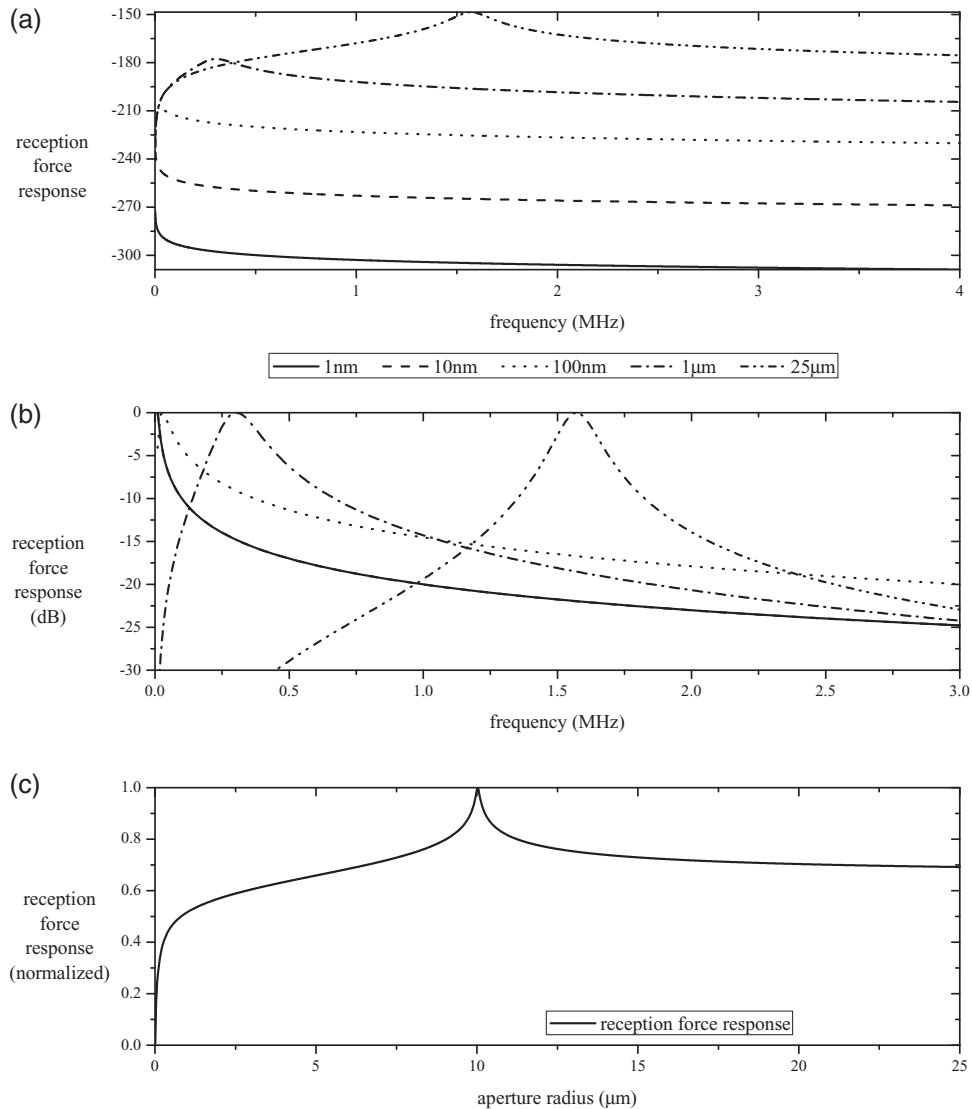 (a)
-150
-180
-210
-240
-270
-300
reception
force
response
0
1
2
3
4
frequency (MHz)
1nm 10nm 100nm 1μm 25μm
(b)
0
-5
-10
-15
-20
-25
-30
reception
force
response
(dB)
0.0
0.5
1.0
1.5
2.0
2.5
3.0
frequency (MHz)
(c)
1.0
0.8
0.6
0.4
0.2
0.0
reception
force
response
(normalized)
reception force response
0
5
10
15
20
25
aperture radius (μm)